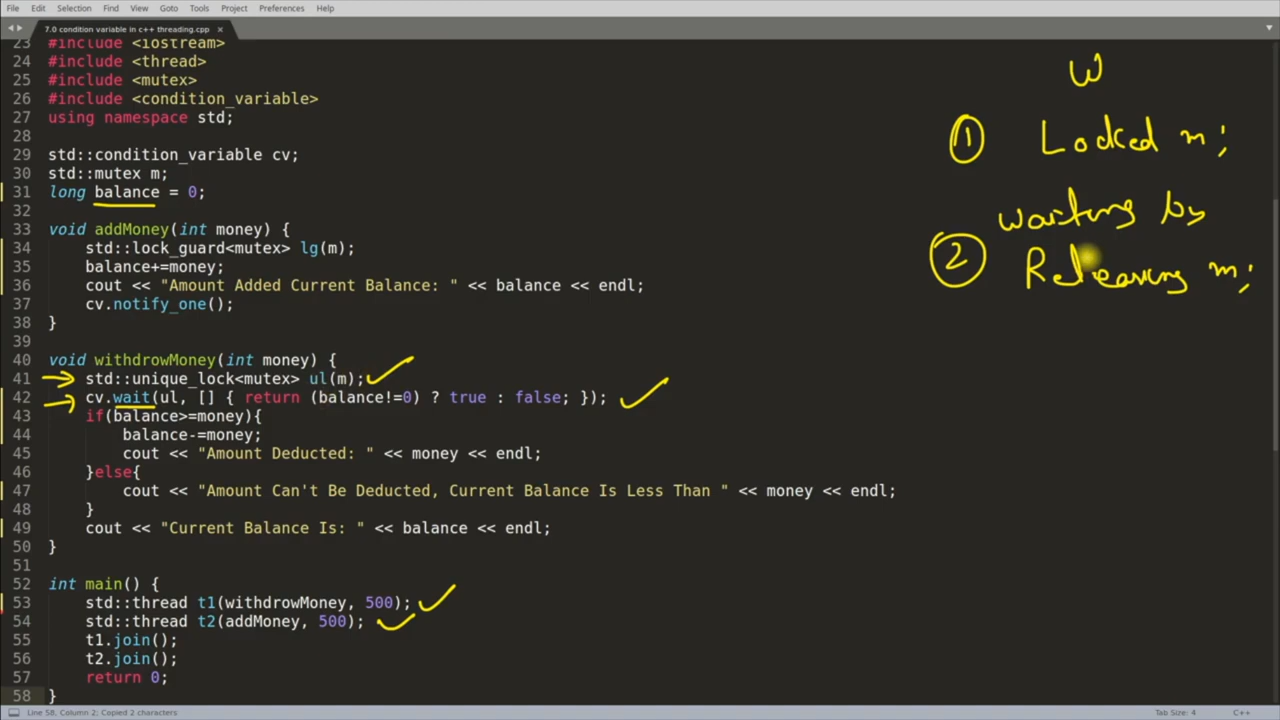 File Edit Selection Find View Goto Tools Project Preferences Help
7.0 condition variable in c++ threading.cpp ×
23 #include <iostream>
24 #include <thread>
25 #include <mutex>
26 #include <condition_variable>
27 using namespace std;
28
29 std::condition_variable cv;
30 std::mutex m;
31 long balance = 0;
32
33 void addMoney(int money) {
34 std::lock_guard<mutex> lg(m);
35 balance+=money;
36 cout << "Amount Added Current Balance: " << balance << endl;
37 cv.notify_one();
38 }
39
40 void withdrowMoney(int money) {
41 std::unique_lock<mutex> ul(m);
42 cv.wait(ul, [] { return (balance!=0) ? true : false; });
43 if(balance>=money){
44 balance-=money;
45 cout << "Amount Deducted: " << money << endl;
46 }else{
47 cout << "Amount Can't Be Deducted, Current Balance Is Less Than " << money << endl;
48 }
49 cout << "Current Balance Is: " << balance << endl;
50 }
51
52 int main() {
53 std::thread t1(withdrowMoney, 500);
54 std::thread t2(addMoney, 500);
55 t1.join();
56 t2.join();
57 return 0;
58 }
W
1 Locked m;
waiting by
2 Releasing m;
Line 58, Column 2; Copied 2 characters
Tab Size: 4 C++